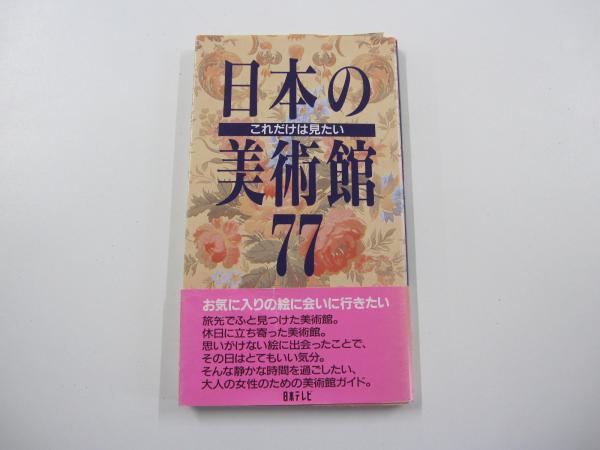 日本の
これだけは見たい
美術館
77
お気に入りの絵に会いに行きたい
旅先でふと見つけた美術館。
休日に立ち寄った美術館。
思いがけない絵に出会ったことで、
その日はとてもいい気分。
そんな静かな時間を過ごしたい、
大人の女性のための美術館ガイド。
日本テレビ